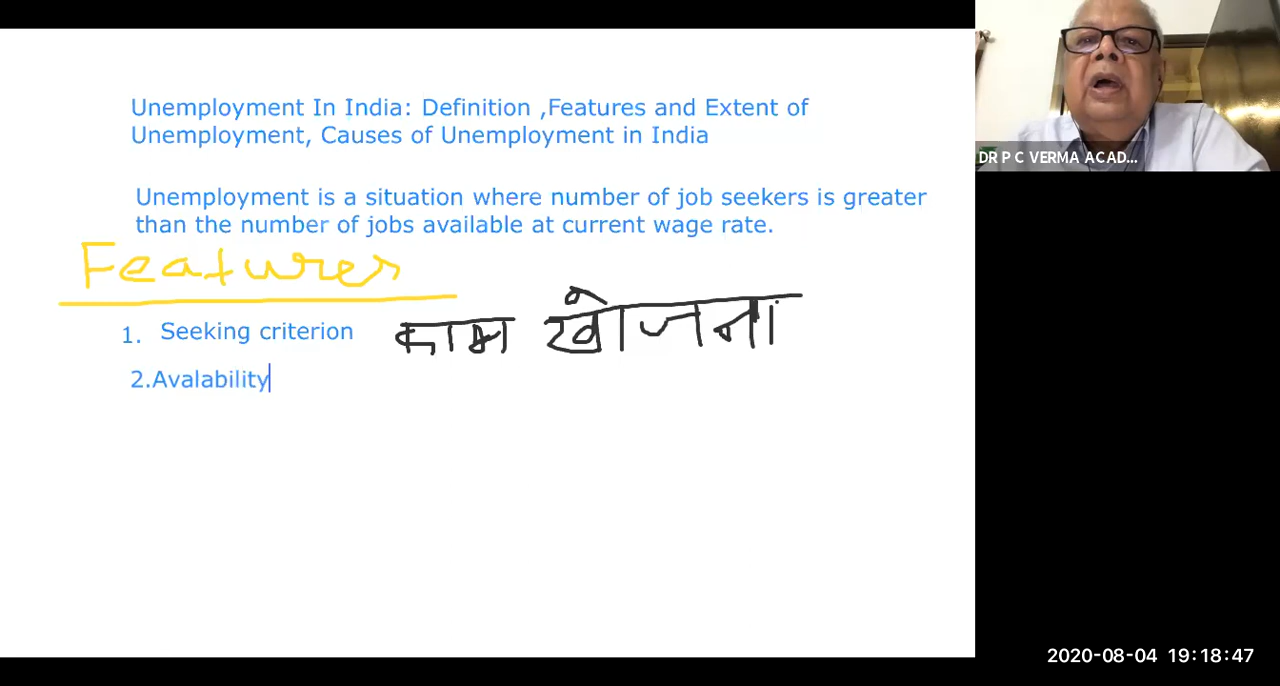 Unemployment In India: Definition ,Features and Extent of
Unemployment, Causes of Unemployment in India
Unemployment is a situation where number of job seekers is greater
than the number of jobs available at current wage rate.
Features
1. Seeking criterion काम खोजना
2.Avalability
DR P C VERMA ACAD...
2020-08-04 19:18:47